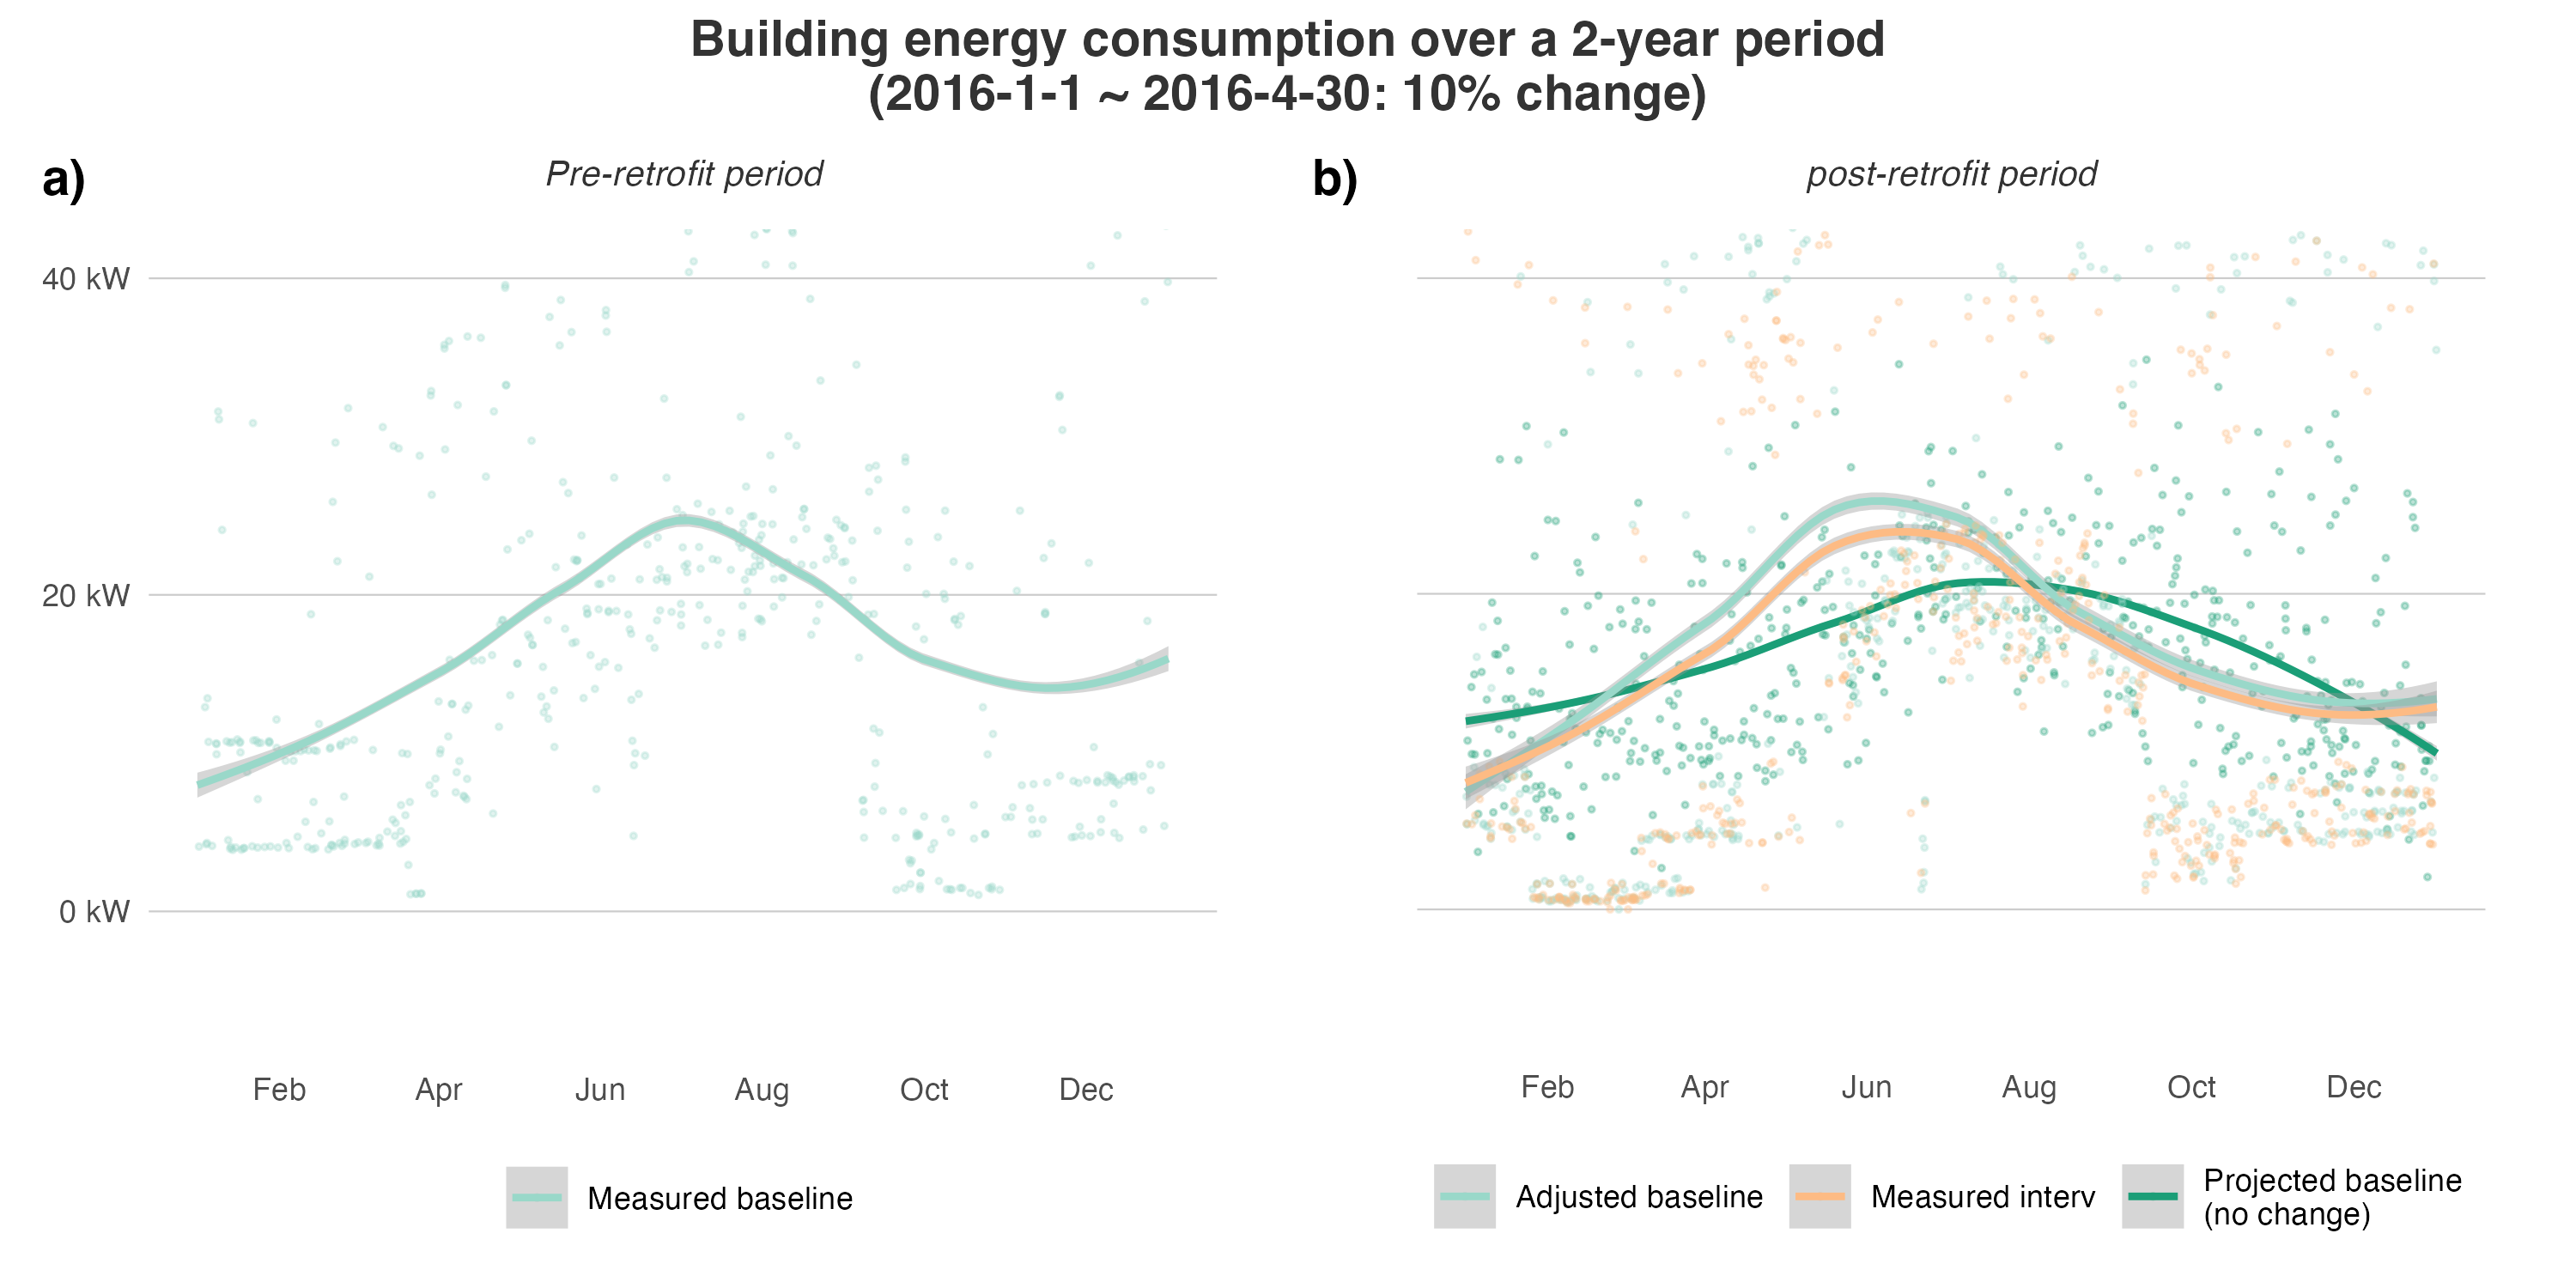 Building energy consumption over a 2-year period
(2016-1-1 ~ 2016-4-30: 10% change)
a)
Pre-retrofit period
40 kW
20 kW
0 kW
Feb Apr Jun Aug Oct Dec
Measured baseline
b)
post-retrofit period
Feb Apr Jun Aug Oct Dec
Adjusted baseline
Measured interv
Projected baseline
(no change)